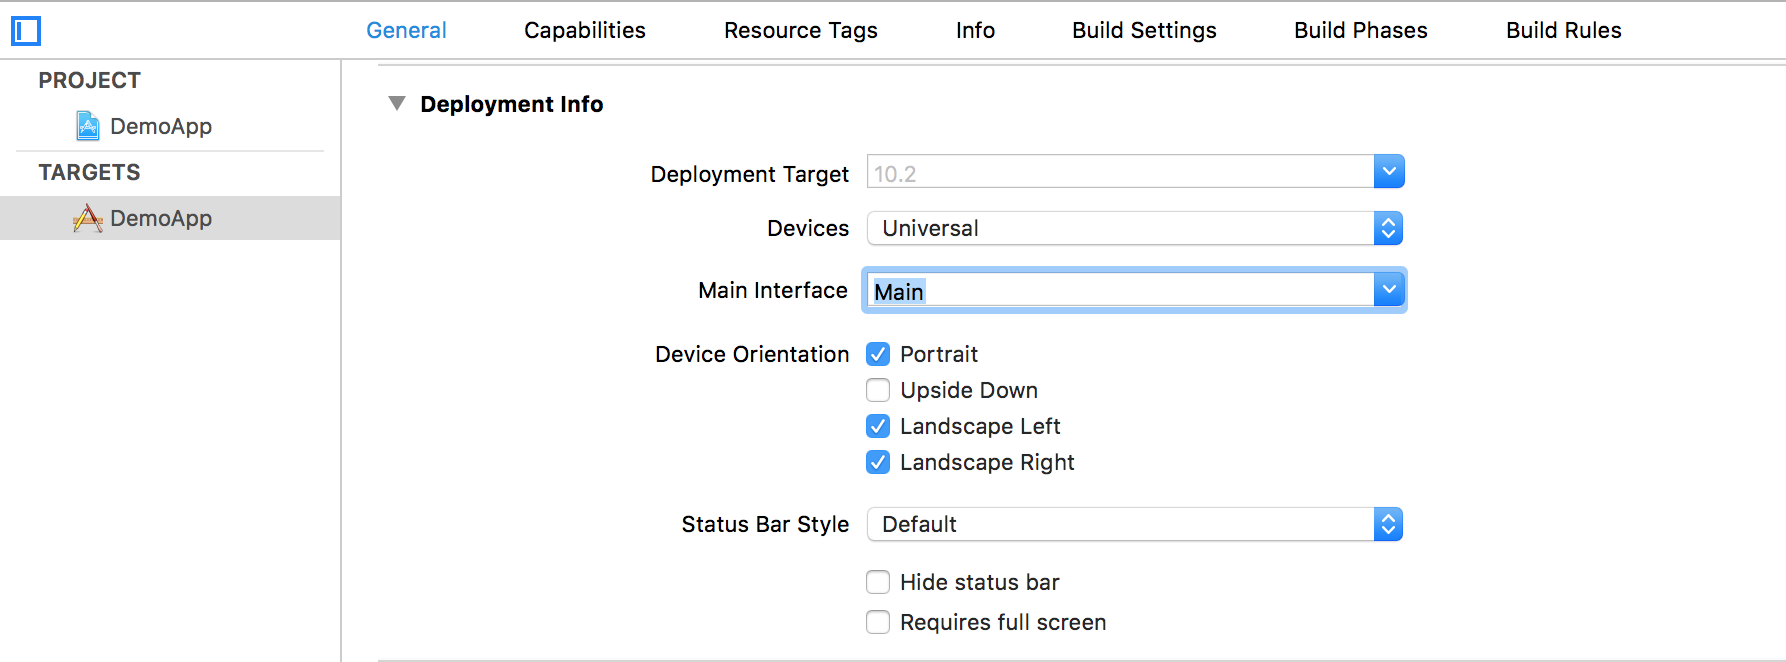 General Capabilities Resource Tags Info Build Settings Build Phases Build Rules
PROJECT
DemoApp
TARGETS
DemoApp
Deployment Info
Deployment Target 10.2
Devices Universal
Main Interface Main
Device Orientation Portrait
Upside Down
Landscape Left
Landscape Right
Status Bar Style Default
Hide status bar
Requires full screen